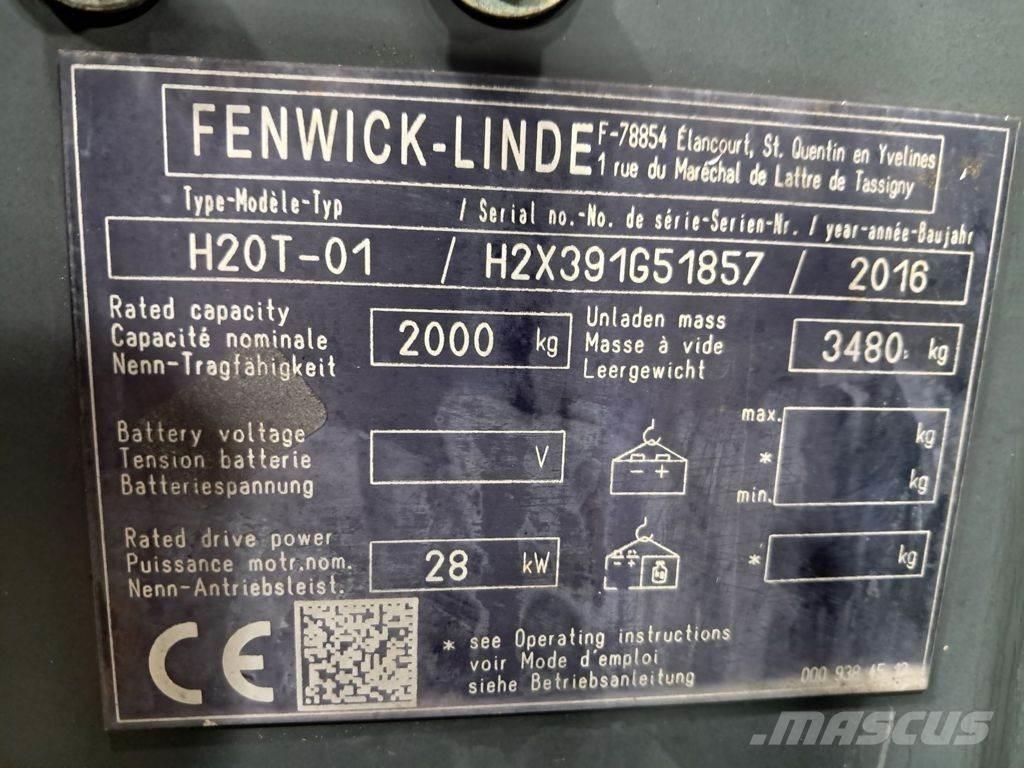 FENWICK-LINDE
F-78854 Élancourt, St. Quentin en Yvelines
1 rue du Maréchal de Lattre de Tassigny
Type-Modèle-Typ / Serial no.-No. de série-Serien-Nr. / year-année-Baujahr
H20T-01 / H2X391G51857 / 2016
Rated capacity
Capacité nominale
Nenn-Tragfähigkeit
2000 kg
Unladen mass
Masse à vide
Leergewicht
3480 kg
Battery voltage
Tension batterie
Batteriespannung
V
- +
max.
*
min.
kg
kg
Rated drive power
Puissance motr.nom.
Nenn-Antriebsleist.
28 kW
- +
kg
* kg
CE
* see Operating instructions
voir Mode d'emploi
siehe Betriebsanleitung
000 938
MASCUS